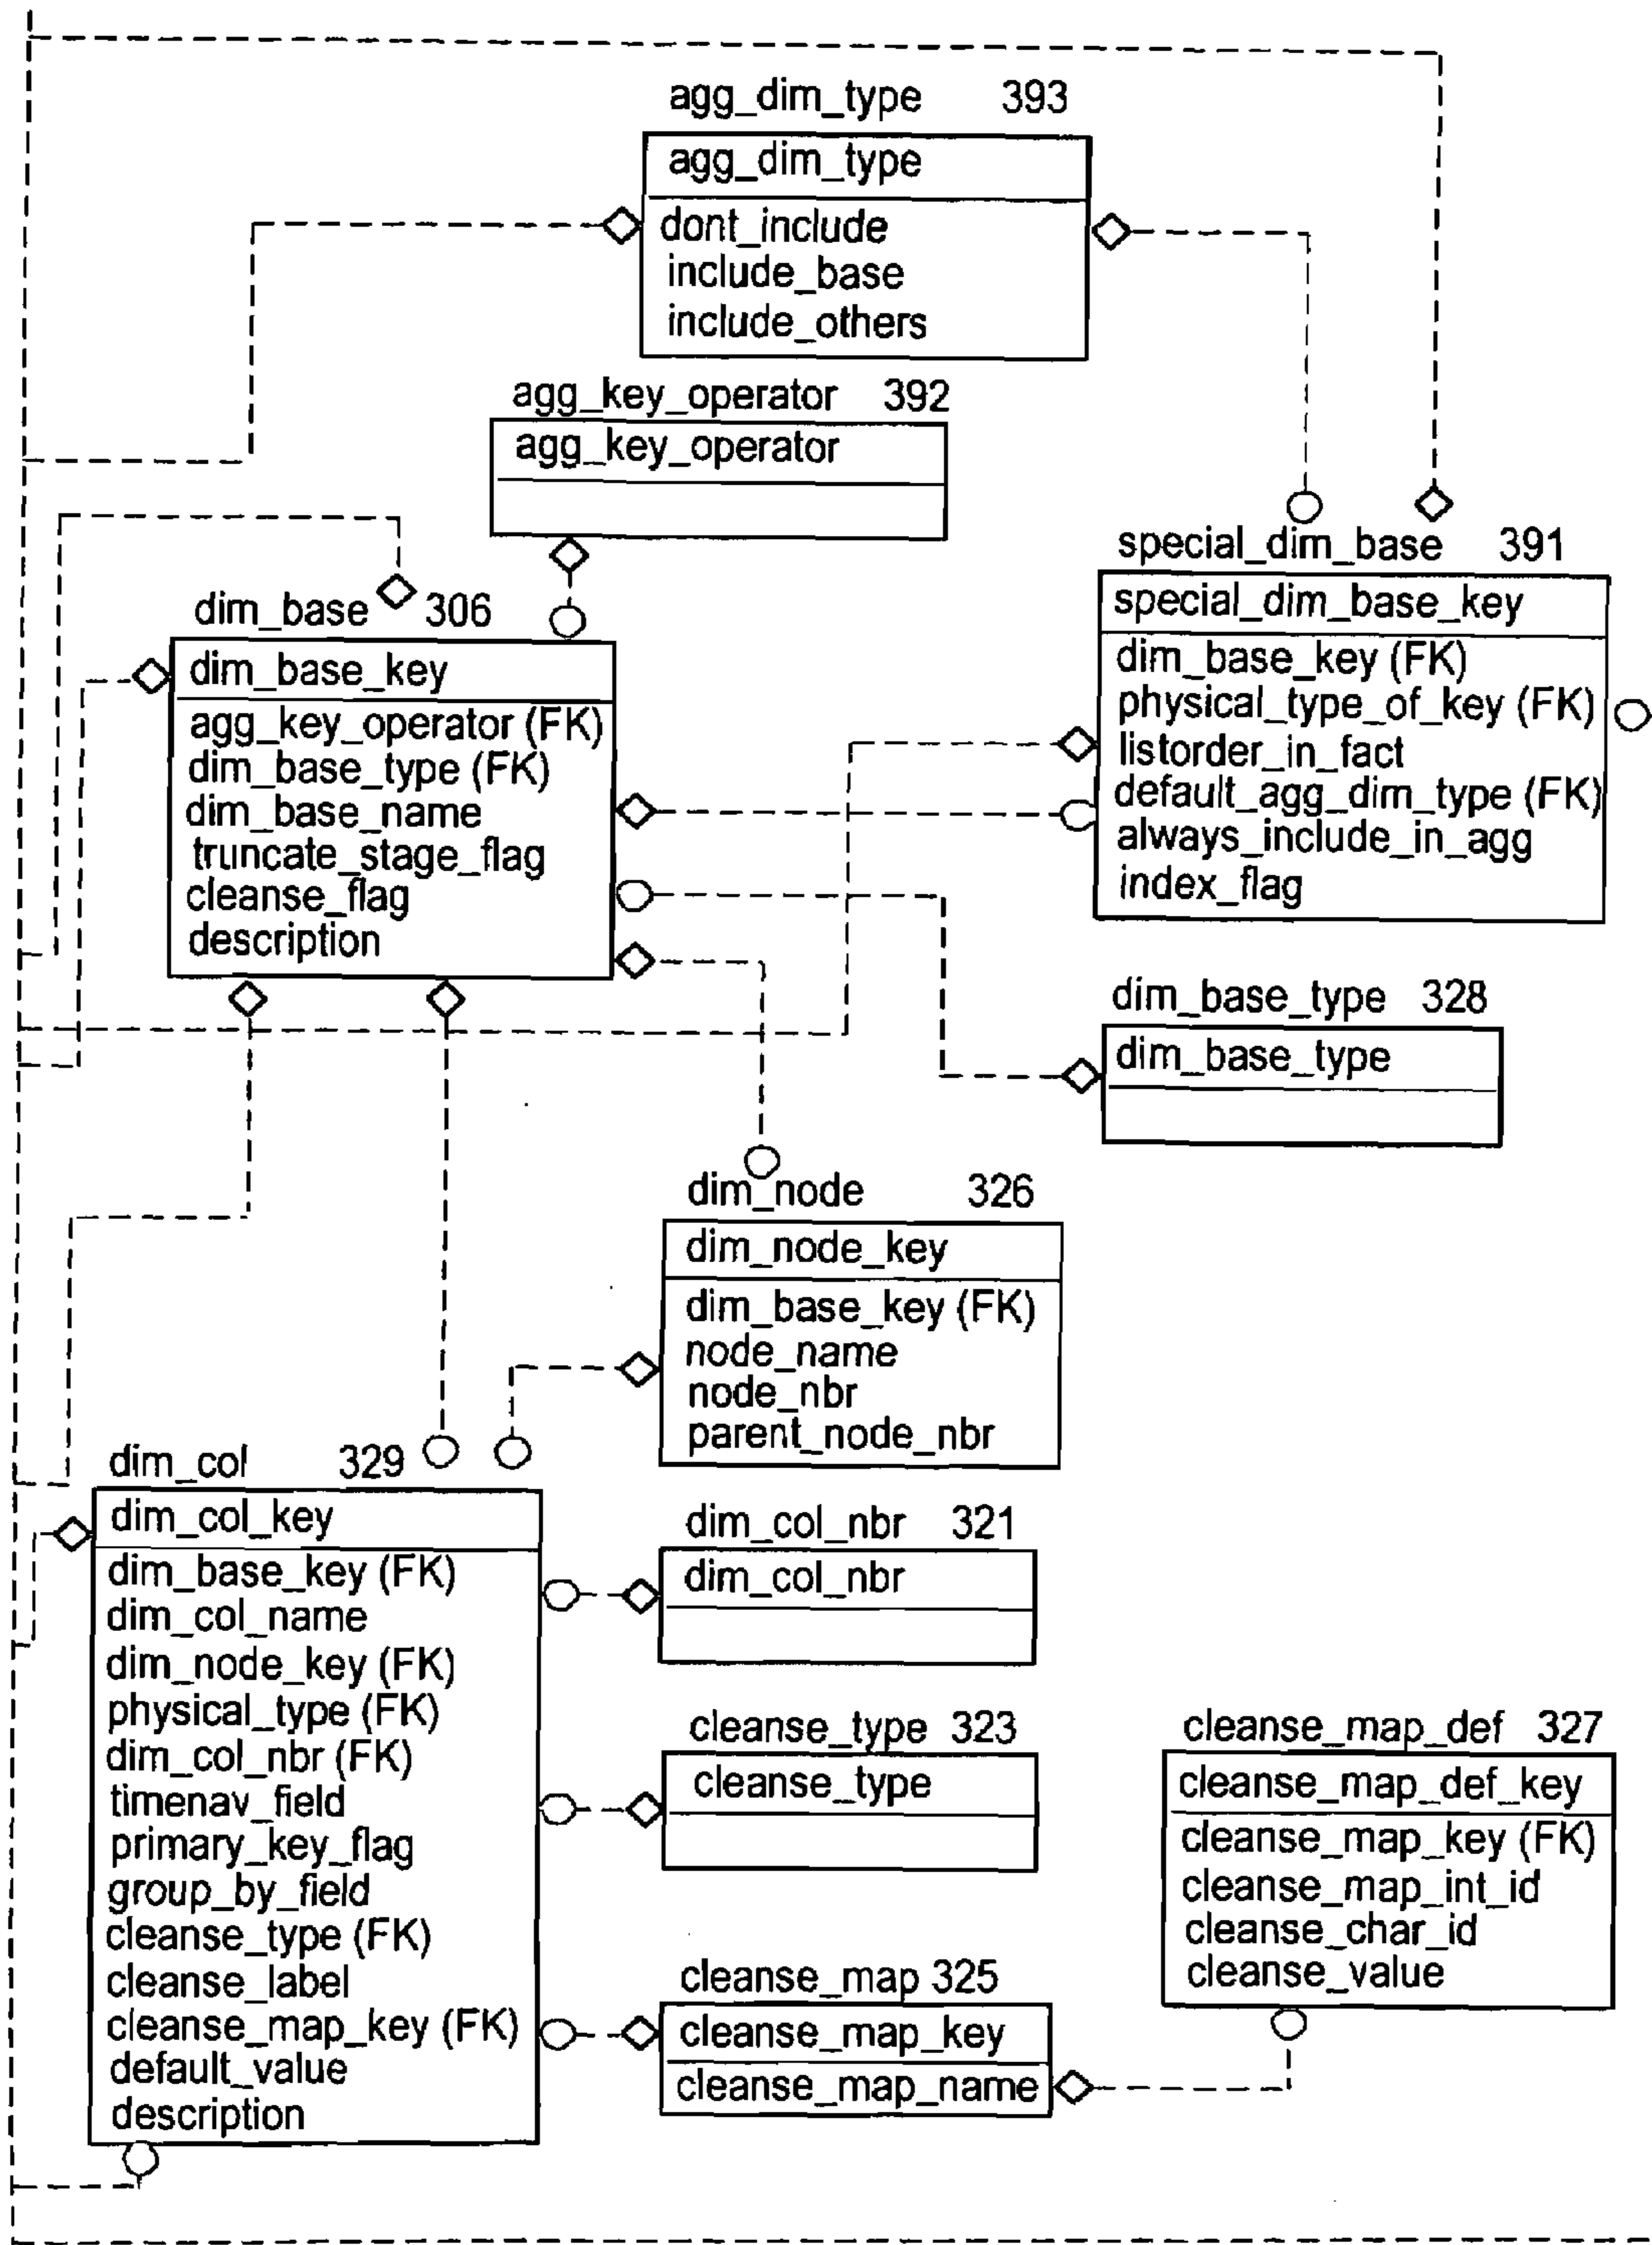 agg_dim_type 393
agg_dim_type
dont_include
include_base
include_others
agg_key_operator 392
agg_key_operator
special_dim_base 391
special_dim_base_key
dim_base_key (FK)
physical_type_of_key (FK)
listorder_in_fact
default_agg_dim_type (FK)
always_include_in_agg
index_flag
dim_base 306
dim_base_key
agg_key_operator (FK)
dim_base_type (FK)
dim_base_name
truncate_stage_flag
cleanse_flag
description
dim_base_type 328
dim_base_type
dim_node 326
dim_node_key
dim_base_key (FK)
node_name
node_nbr
parent_node_nbr
dim_col 329
dim_col_key
dim_base_key (FK)
dim_col_name
dim_node_key (FK)
physical_type (FK)
dim_col_nbr (FK)
timenav_field
primary_key_flag
group_by_field
cleanse_type (FK)
cleanse_label
cleanse_map_key (FK)
default_value
description
dim_col_nbr 321
dim_col_nbr
cleanse_type 323
cleanse_type
cleanse_map 325
cleanse_map_key
cleanse_map_name
cleanse_map_def 327
cleanse_map_def_key
cleanse_map_key (FK)
cleanse_map_int_id
cleanse_char_id
cleanse_value